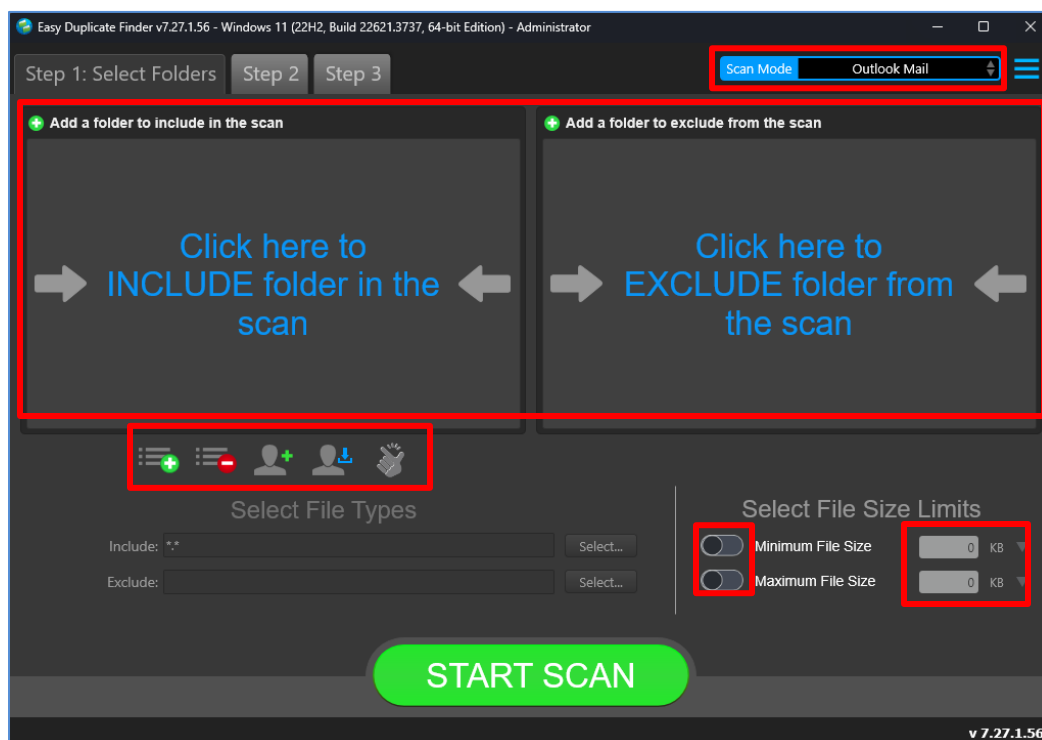 Easy Duplicate Finder v7.27.1.56 - Windows 11 (22H2, Build 22621.3737, 64-bit Edition) - Administrator
Step 1: Select Folders Step 2 Step 3 Scan Mode Outlook Mail
Add a folder to include in the scan
Click here to
INCLUDE folder in the
scan
Add a folder to exclude from the scan
Click here to
EXCLUDE folder from
the scan
Select File Types
Include: *.* Select...
Exclude: Select...
Select File Size Limits
Minimum File Size 0 KB
Maximum File Size 0 KB
START SCAN
v 7.27.1.56